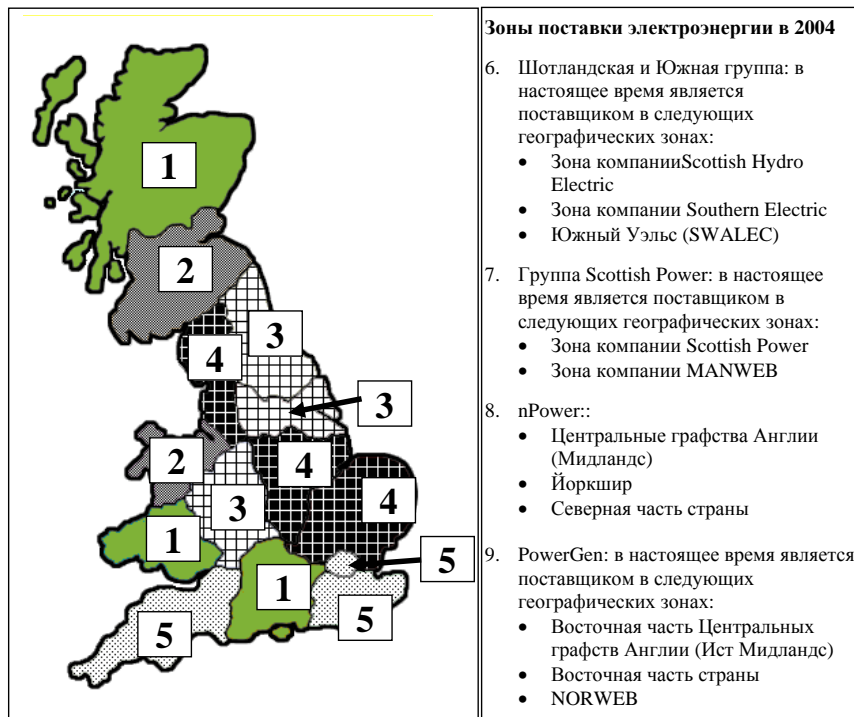 1
2
3
4
3
2
4
4
3
1
5
1
5
5
Зоны поставки электроэнергии в 2004
6. Шотландская и Южная группа: в
настоящее время является
поставщиком в следующих
географических зонах:
• Зона компанииScottish Hydro
Electric
• Зона компании Southern Electric
• Южный Уэльс (SWALEC)
7. Группа Scottish Power: в настоящее
время является поставщиком в
следующих географических зонах:
• Зона компании Scottish Power
• Зона компании MANWEB
8. nPower::
• Центральные графства Англии
(Мидландс)
• Йоркшир
• Северная часть страны
9. PowerGen: в настоящее время является
поставщиком в следующих
географических зонах:
• Восточная часть Центральных
графств Англии (Ист Мидландс)
• Восточная часть страны
• NORWEB